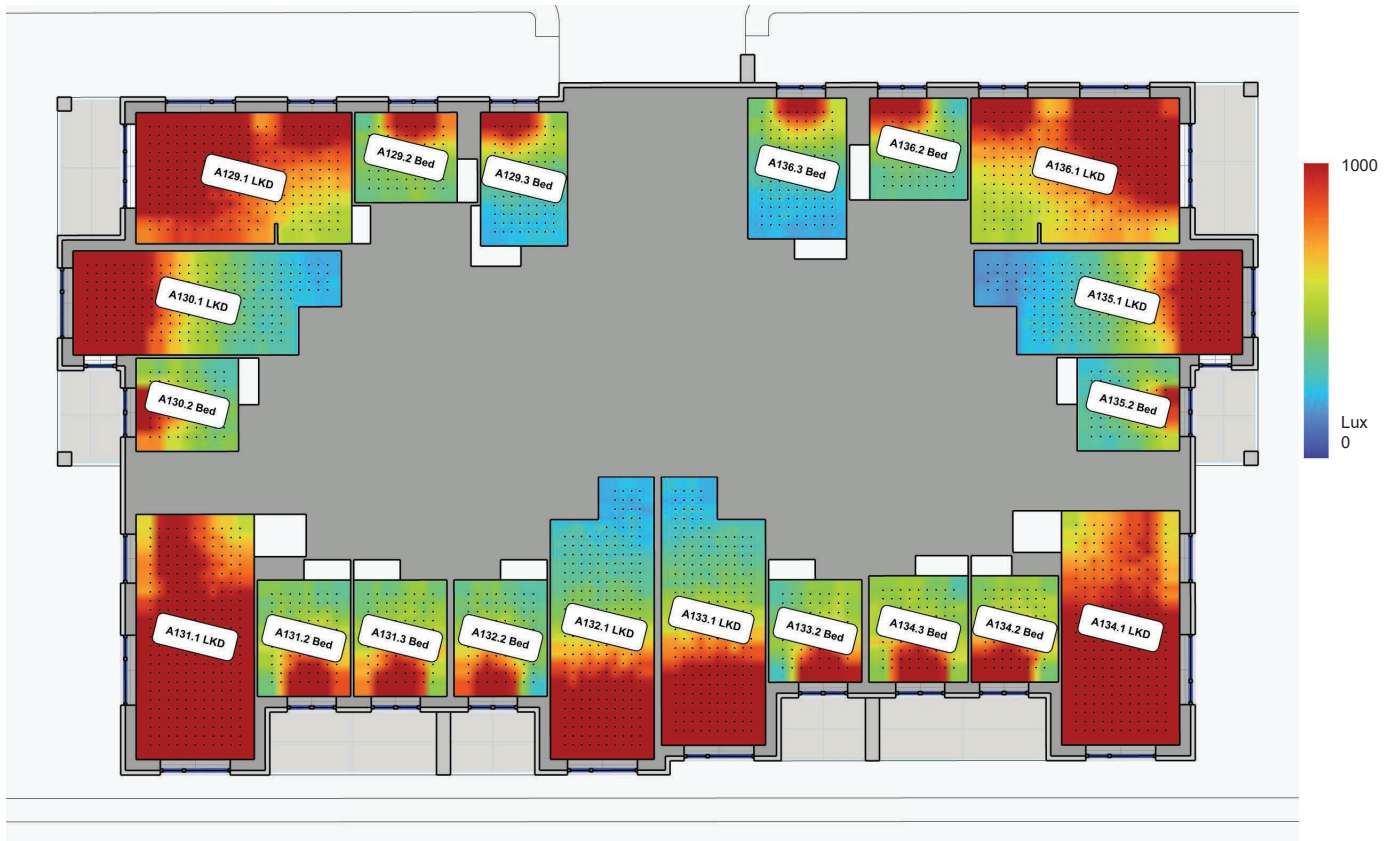 1000
A129.2 Bed
A136.2 Bed
A129.1 LKD
A129.3 Bed
A136.3 Bed
A136.1 LKD
A130.1 LKD
A135.1 LKD
A130.2 Bed
A135.2 Bed
Lux
0
A131.1 LKD
A131.2 Bed
A131.3 Bed
A132.2 Bed
A132.1 LKD
A133.1 LKD
A133.2 Bed
A134.3 Bed
A134.2 Bed
A134.1 LKD